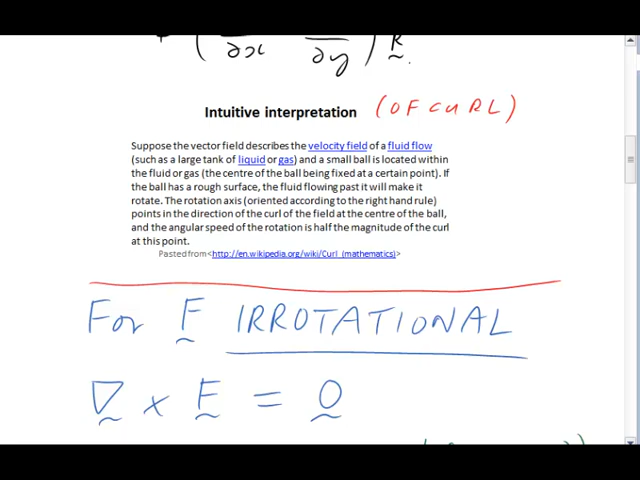 ∂x ∂y ) k
Intuitive interpretation (OF CURL)
Suppose the vector field describes the velocity field of a fluid flow
(such as a large tank of liquid or gas) and a small ball is located within
the fluid or gas (the centre of the ball being fixed at a certain point). If
the ball has a rough surface, the fluid flowing past it will make it
rotate. The rotation axis (oriented according to the right hand rule)
points in the direction of the curl of the field at the centre of the ball,
and the angular speed of the rotation is half the magnitude of the curl
at this point.
Pasted from <http://en.wikipedia.org/wiki/Curl_(mathematics)>
For F IRROTATIONAL
∇ × F = 0